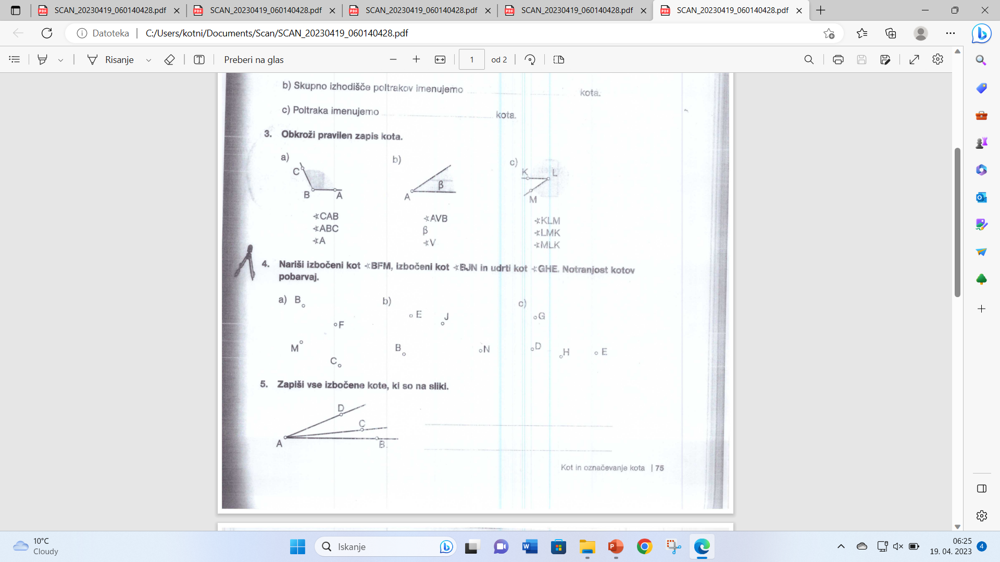 SCAN_20230419_060140428.pdf
SCAN_20230419_060140428.pdf
SCAN_20230419_060140428.pdf
SCAN_20230419_060140428.pdf
SCAN_20230419_060140428.pdf
Datoteka
C:/Users/kotni/Documents/Scan/SCAN_20230419_060140428.pdf
Risanje
Preberi na glas
1 od 2
b) Skupno izhodišče poltrakov imenujemo kota.
c) Poltraka imenujemo kota.
3. Obkroži pravilen zapis kota.
a) b) c)
C B A
A β
K L M
∢CAB
∢ABC
∢A
∢AVB
β
∢V
∢KLM
∢LMK
∢MLK
4. Nariši izbočeni kot ∢BFM, izbočeni kot ∢BJN in udrti kot ∢GHE. Notranjost kotov
pobarvaj.
a) B F M C
b) E J B N
c) G D H E
5. Zapiši vse izbočene kote, ki so na sliki.
D
C
A B
Kot in označevanje kota | 75
10°C
Cloudy
Iskanje
06:25
19. 04. 2023
4